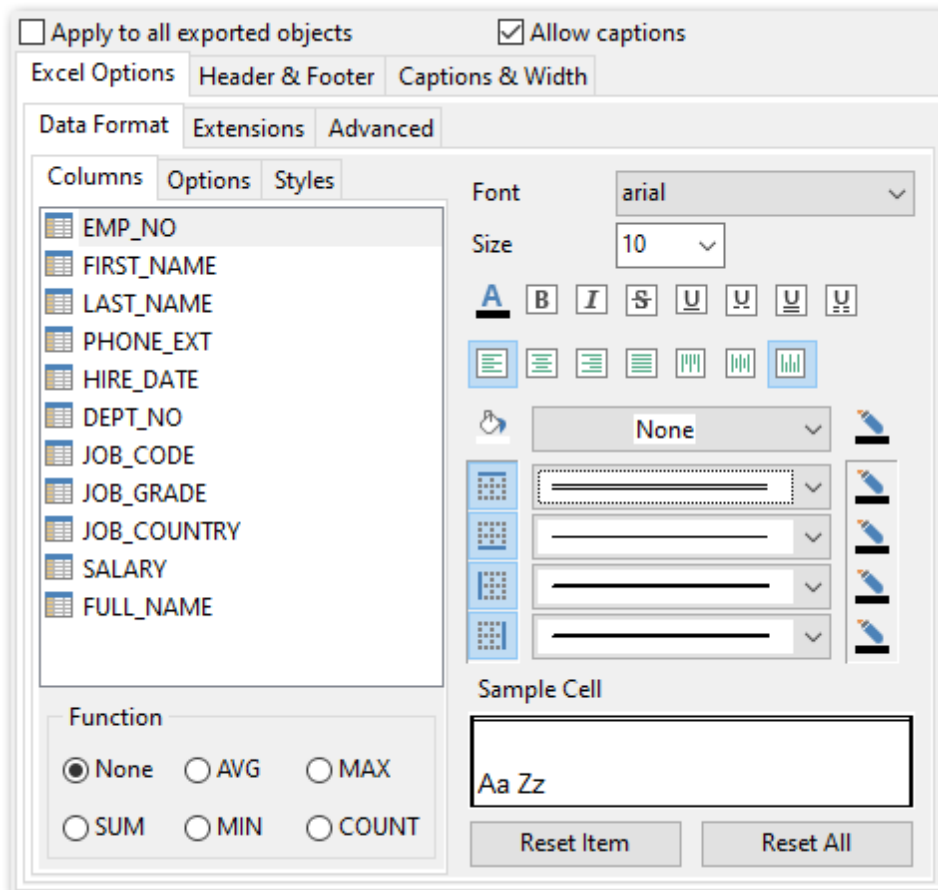 Apply to all exported objects
Allow captions
Excel Options
Header & Footer
Captions & Width
Data Format
Extensions
Advanced
Columns
Options
Styles
EMP_NO
FIRST_NAME
LAST_NAME
PHONE_EXT
HIRE_DATE
DEPT_NO
JOB_CODE
JOB_GRADE
JOB_COUNTRY
SALARY
FULL_NAME
Function
None
AVG
MAX
SUM
MIN
COUNT
Font
arial
Size
10
A B I S U U U U
None
Sample Cell
Aa Zz
Reset Item
Reset All